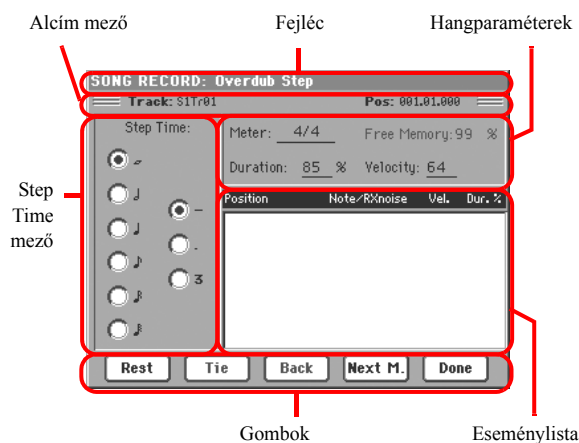 Alcím mező
Fejléc
Hangparaméterek
SONG RECORD: Overdub Step
Track: S1Tr01
Pos: 001.01.000
Step Time:
Meter: 4/4
Free Memory: 99 %
Duration: 85 %
Velocity: 64
Step
Time
mező
Position Note/RXnoise Vel. Dur.%
-
.
3
Rest
Tie
Back
Next M.
Done
Gombok
Eseménylista